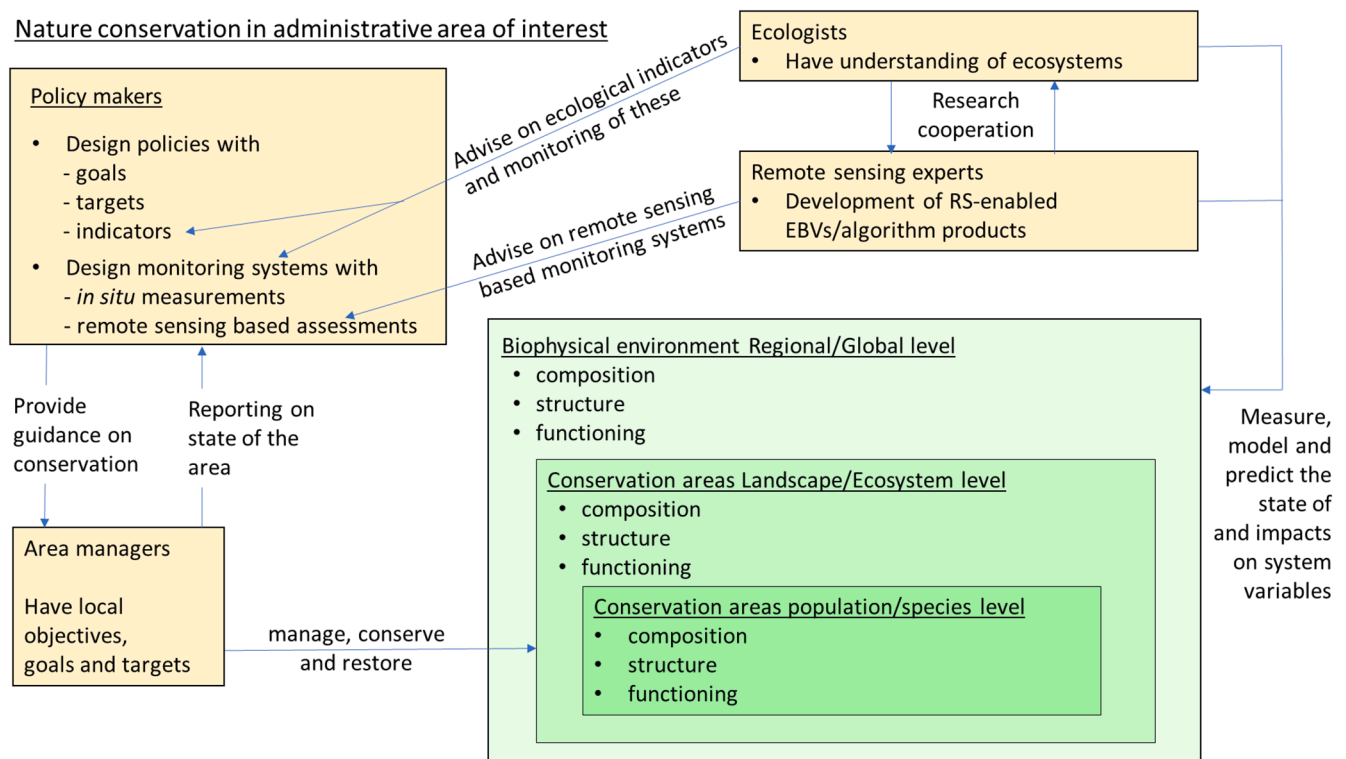 Nature conservation in administrative area of interest
Policy makers
• Design policies with
- goals
- targets
- indicators
• Design monitoring systems with
- in situ measurements
- remote sensing based assessments
Advise on ecological indicators
and monitoring of these
Advise on remote sensing
based monitoring systems
Ecologists
• Have understanding of ecosystems
Research
cooperation
Remote sensing experts
• Development of RS-enabled
EBVs/algorithm products
Provide
guidance on
conservation
Reporting on
state of the
area
Area managers
Have local
objectives,
goals and targets
manage, conserve
and restore
Biophysical environment Regional/Global level
• composition
• structure
• functioning
Conservation areas Landscape/Ecosystem level
• composition
• structure
• functioning
Conservation areas population/species level
• composition
• structure
• functioning
Measure,
model and
predict the
state of
and impacts
on system
variables